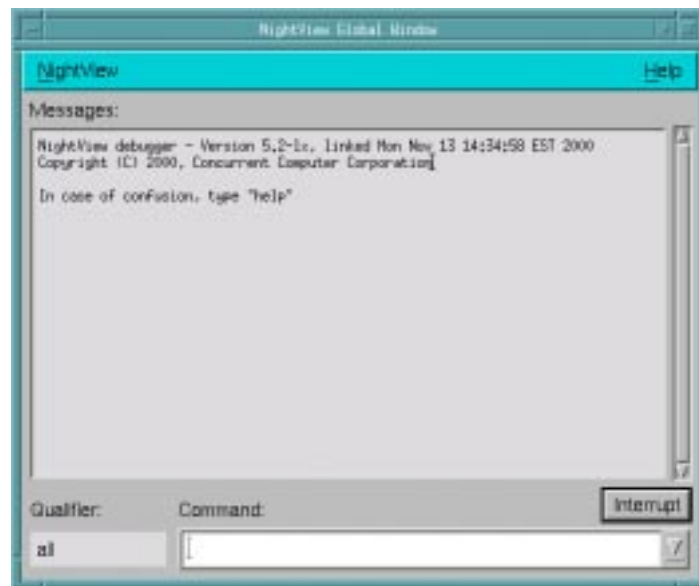 NightView Global Window
NightView Help
Messages:
NightView debugger - Version 5.2-lx, linked Mon Nov 13 14:34:58 EST 2000
Copyright (C) 2000, Concurrent Computer Corporation
In case of confusion, type "help"
Interrupt
Qualifier: Command:
all